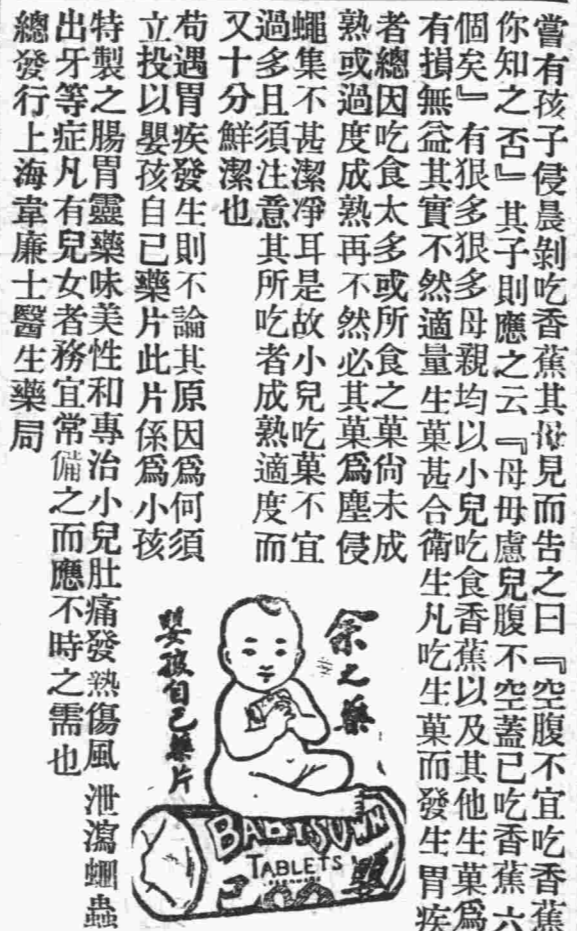 嘗有孩子侵晨剝吃香蕉其母見而告之曰『空腹不宜吃香蕉
你知之否』其子則應之云『母毋慮兒腹不空蓋已吃香蕉六
個矣』有狠多狠多母親均以小兒吃食香蕉以及其他生菓爲
有損無益其實不然適量生菓甚合衛生凡吃生菓而發生胃疾
者總因吃食太多或所食之菓尙未成
熟或過度成熟再不然必其菓爲塵侵
蠅集不甚潔凈耳是故小兒吃菓不宜
過多且須注意其所吃者成熟適度而
又十分鮮潔也
苟遇胃疾發生則不論其原因爲何須
立投以嬰孩自己藥片此片係爲小孩
特製之腸胃靈藥味美性和專治小兒肚痛發熱傷風 泄瀉蛔蟲
出牙等症凡有兒女者務宜常備之而應不時之需也
總發行上海韋廉士醫生藥局
余之藥
嬰孩自己藥片
BABYSOWN
TABLETS
嬰